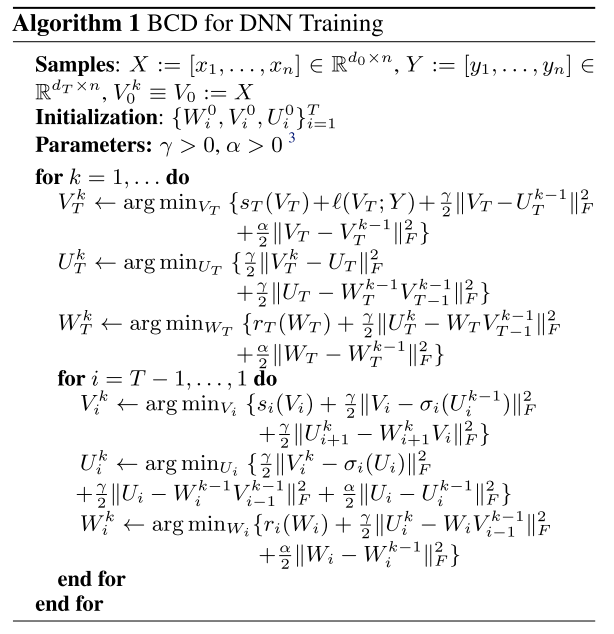 Algorithm 1 BCD for DNN Training
Samples: $X := [x_1, \ldots, x_n] \in \mathbb{R}^{d_0 \times n}$, $Y := [y_1, \ldots, y_n] \in$
$\mathbb{R}^{d_T \times n}$, $V_0^k \equiv V_0 := X$
Initialization: $\{W_i^0, V_i^0, U_i^0\}_{i=1}^T$
Parameters: $\gamma > 0, \alpha > 0$ $^3$
for $k = 1, \ldots$ do
$V_T^k \leftarrow \arg\min_{V_T} \{s_T(V_T) + \ell(V_T; Y) + \frac{\gamma}{2}\|V_T - U_T^{k-1}\|_F^2$
$+ \frac{\alpha}{2}\|V_T - V_T^{k-1}\|_F^2\}$
$U_T^k \leftarrow \arg\min_{U_T} \{\frac{\gamma}{2}\|V_T^k - U_T\|_F^2$
$+ \frac{\gamma}{2}\|U_T - W_T^{k-1}V_{T-1}^{k-1}\|_F^2\}$
$W_T^k \leftarrow \arg\min_{W_T} \{r_T(W_T) + \frac{\gamma}{2}\|U_T^k - W_TV_{T-1}^{k-1}\|_F^2$
$+ \frac{\alpha}{2}\|W_T - W_T^{k-1}\|_F^2\}$
for $i = T-1, \ldots, 1$ do
$V_i^k \leftarrow \arg\min_{V_i} \{s_i(V_i) + \frac{\gamma}{2}\|V_i - \sigma_i(U_i^{k-1})\|_F^2$
$+ \frac{\gamma}{2}\|U_{i+1}^k - W_{i+1}^kV_i\|_F^2\}$
$U_i^k \leftarrow \arg\min_{U_i} \{\frac{\gamma}{2}\|V_i^k - \sigma_i(U_i)\|_F^2$
$+ \frac{\gamma}{2}\|U_i - W_i^{k-1}V_{i-1}^{k-1}\|_F^2 + \frac{\alpha}{2}\|U_i - U_i^{k-1}\|_F^2\}$
$W_i^k \leftarrow \arg\min_{W_i} \{r_i(W_i) + \frac{\gamma}{2}\|U_i^k - W_iV_{i-1}^{k-1}\|_F^2$
$+ \frac{\alpha}{2}\|W_i - W_i^{k-1}\|_F^2\}$
end for
end for